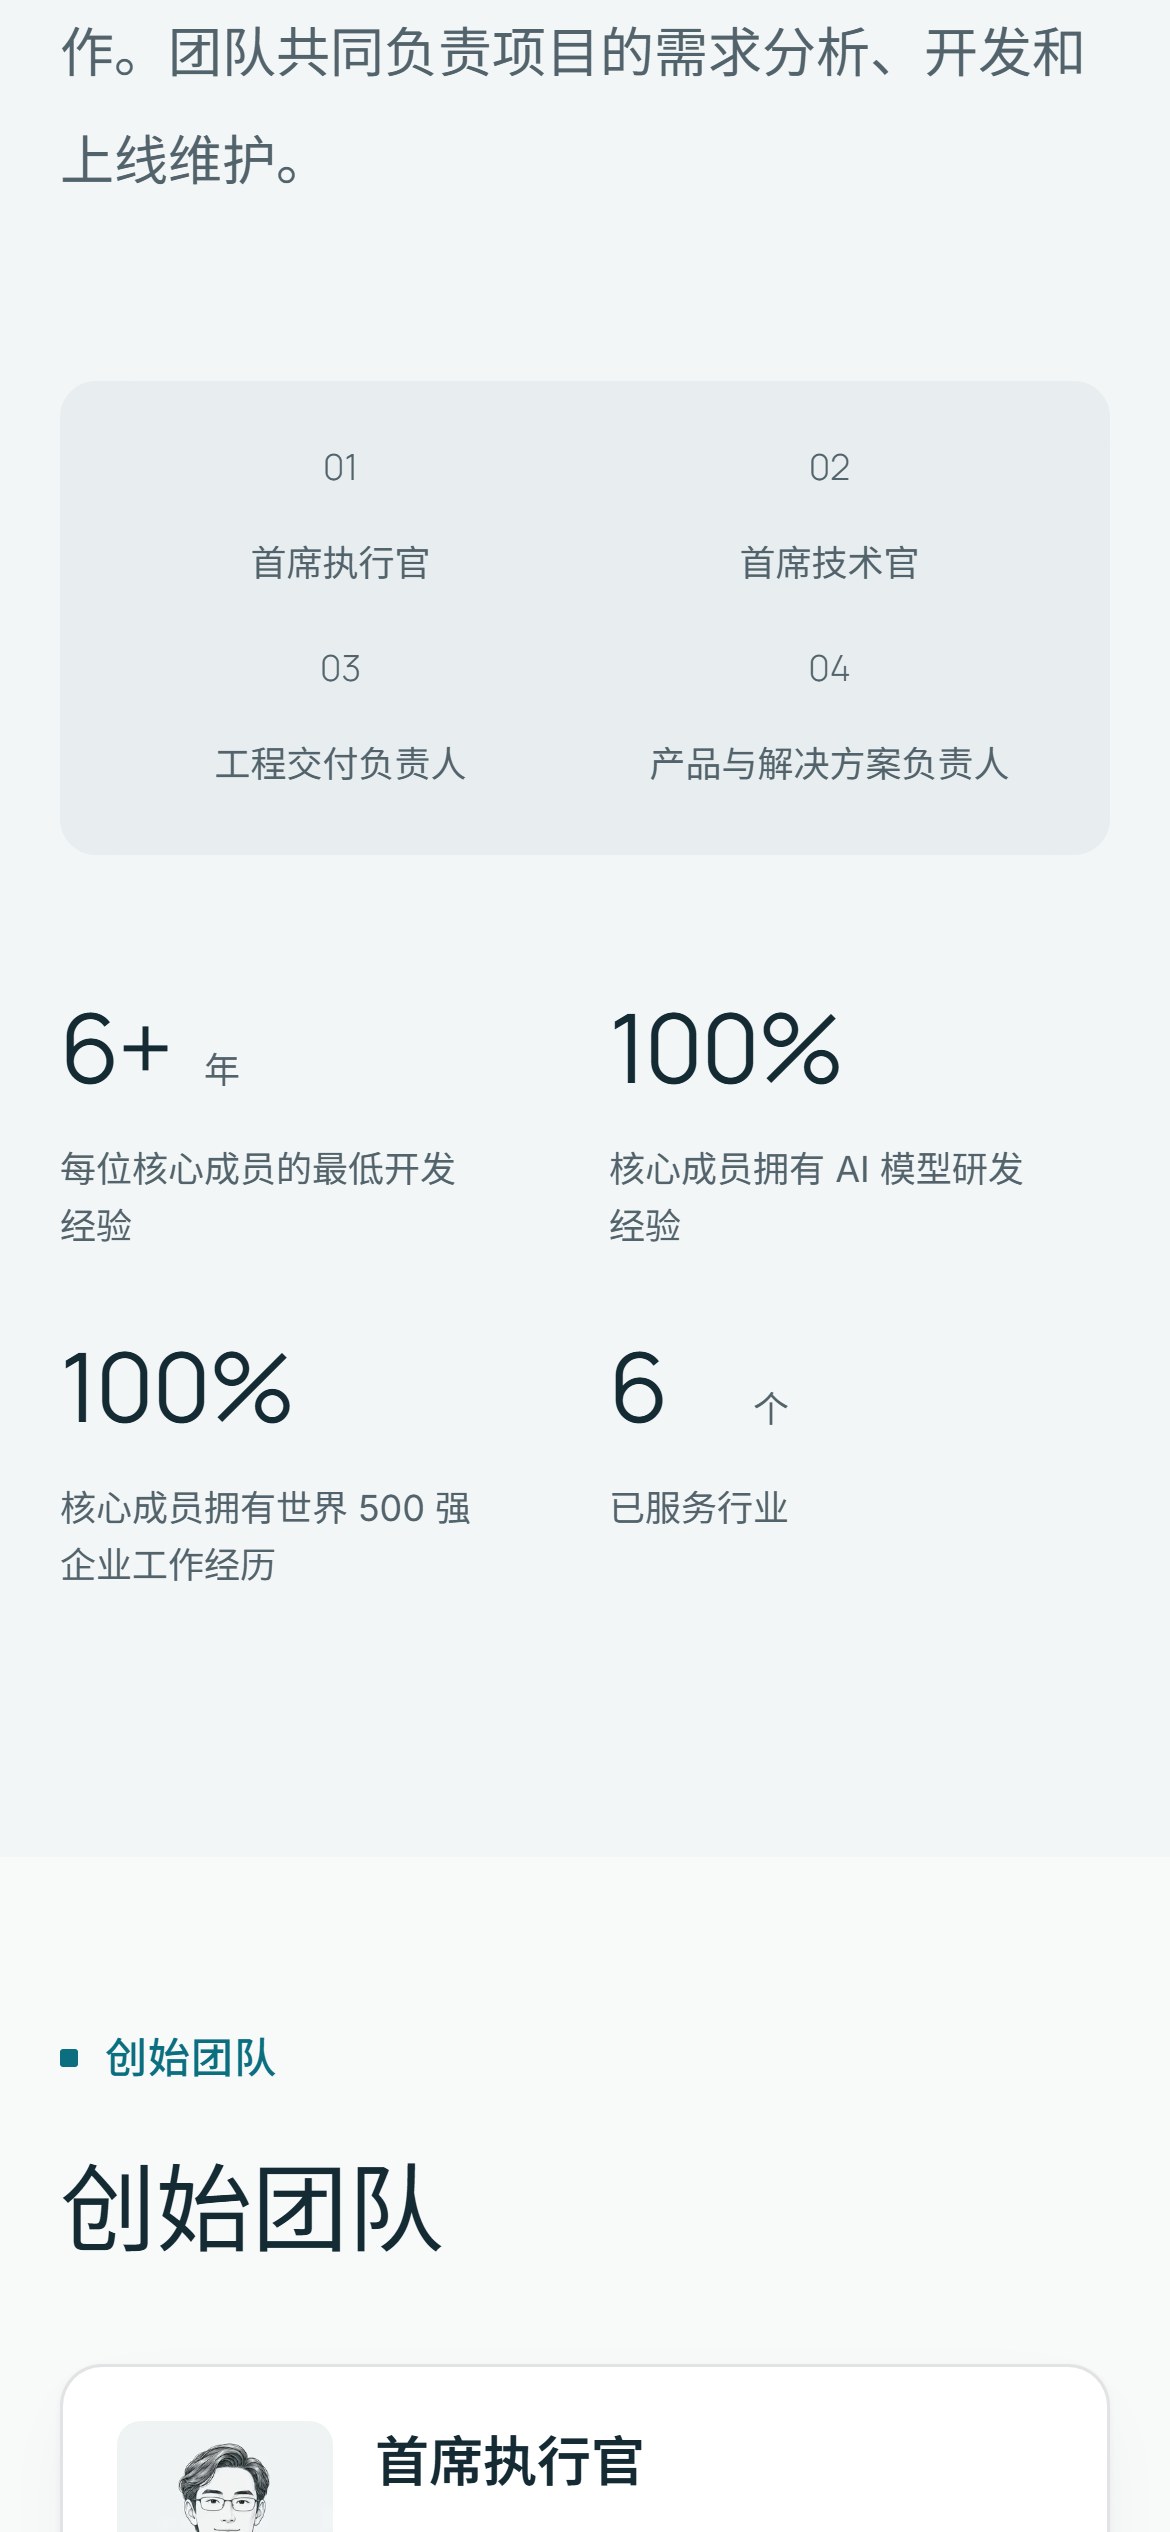 作。团队共同负责项目的需求分析、开发和
上线维护。
01
首席执行官
02
首席技术官
03
工程交付负责人
04
产品与解决方案负责人
6+ 年
每位核心成员的最低开发
经验
100%
核心成员拥有 AI 模型研发
经验
100%
核心成员拥有世界 500 强
企业工作经历
6 个
已服务行业
创始团队
创始团队
首席执行官